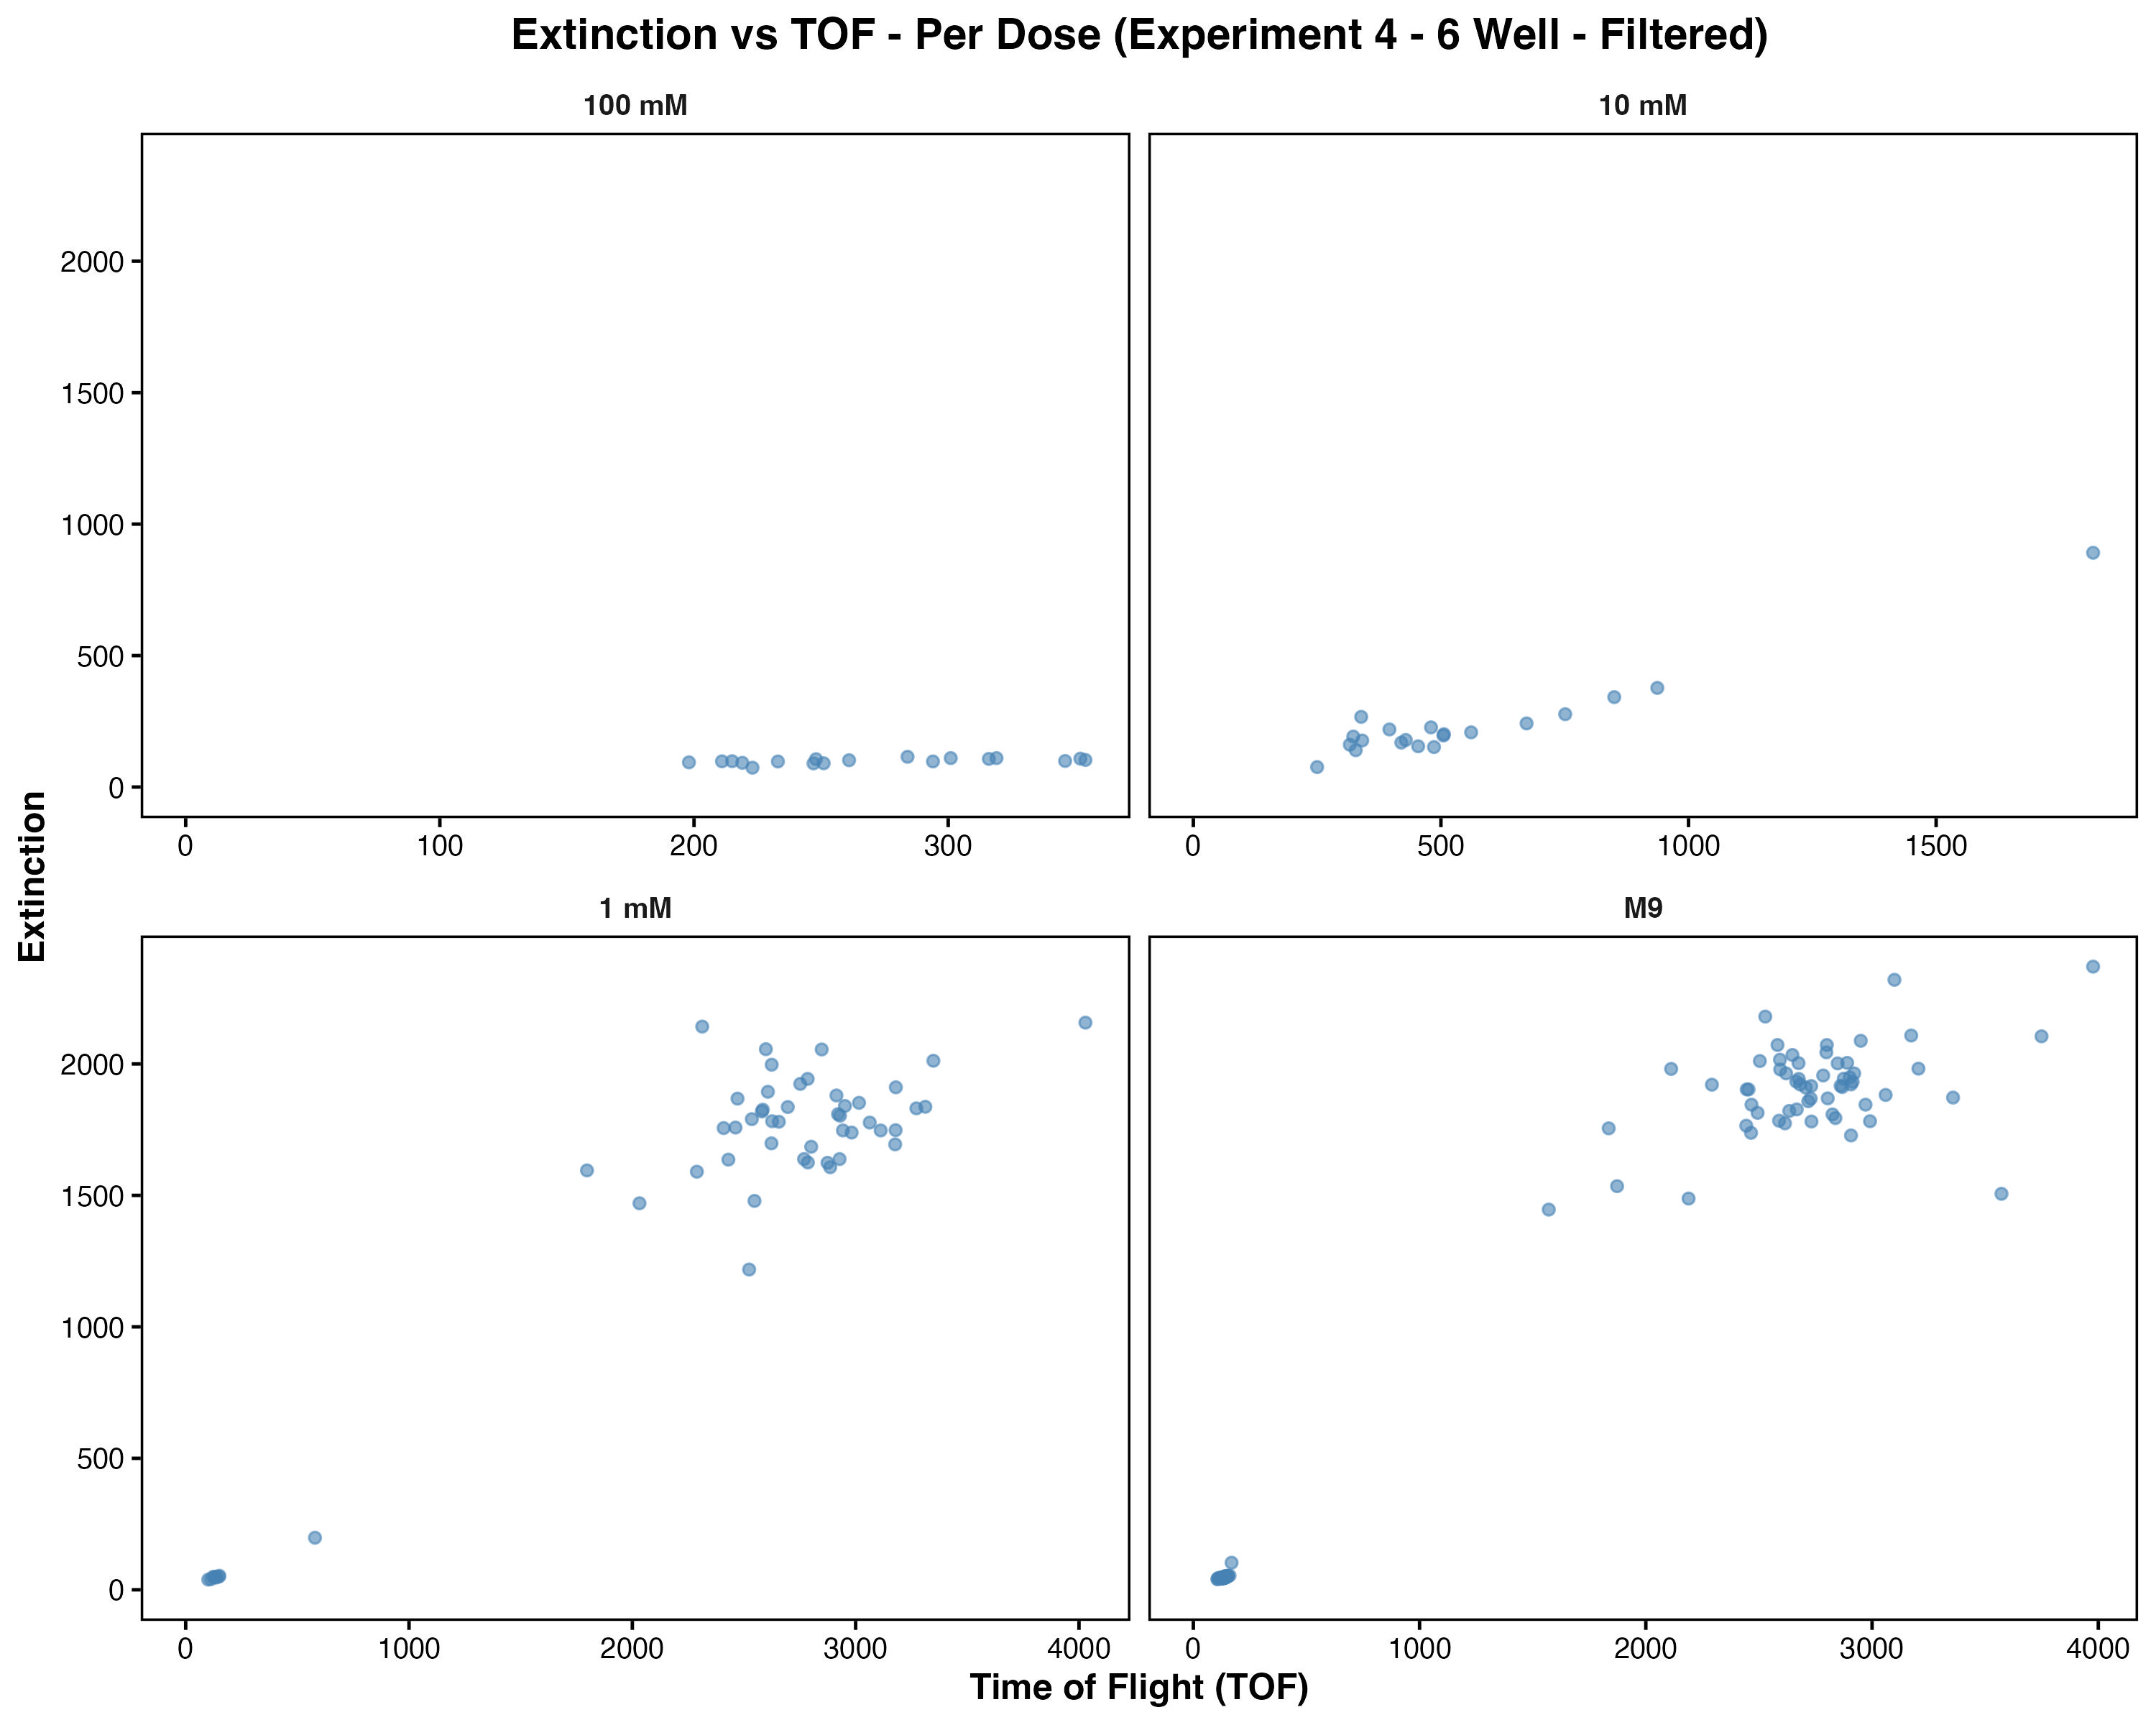 Extinction vs TOF - Per Dose (Experiment 4 - 6 Well - Filtered)
100 mM
10 mM
2000
1500
1000
500
0
0 100 200 300
0 500 1000 1500
Extinction
1 mM
M9
2000
1500
1000
500
0
0 1000 2000 3000 4000
0 1000 2000 3000 4000
Time of Flight (TOF)